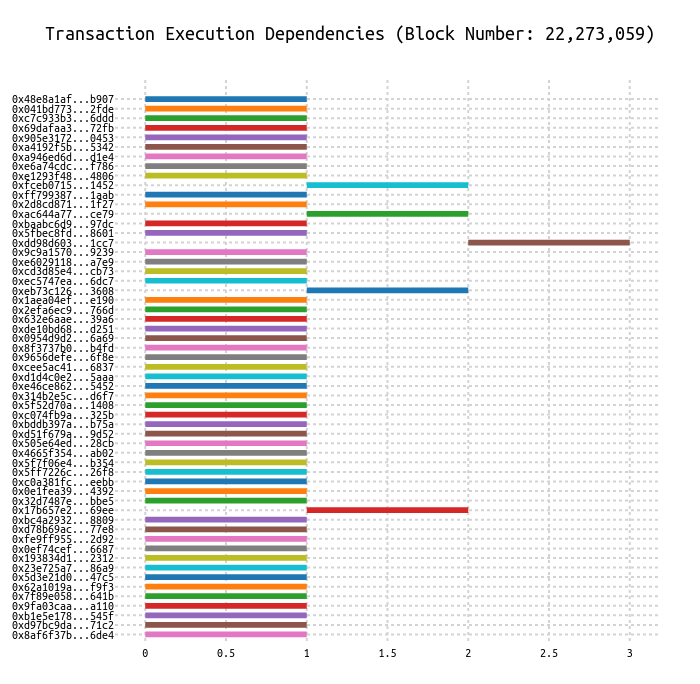 Transaction Execution Dependencies (Block Number: 22,273,059)
0x48e8a1af...b907
0x041bd773...2fde
0xc7c933b3...6ddd
0x69dafaa3...72fb
0x905e3172...0453
0xa4192f5b...5342
0xa946ed6d...d1e4
0xe6a74cdc...f786
0xe1293f48...4806
0xfceb0715...1452
0xff799387...1aab
0x2d8cd871...1f27
0xac644a77...ce79
0xbaabc6d9...97dc
0x5fbec8fd...8601
0xdd98d603...1cc7
0x9c9a1570...9239
0xe6029118...a7e9
0xcd3d85e4...cb73
0xec5747ea...6dc7
0xeb73c126...3608
0x1aea04ef...e190
0x2efa6ec9...766d
0x632e6aae...39a6
0xde10bd68...d251
0x0954d9d2...6a69
0x8f3737b0...b4fd
0x9656defe...6f8e
0xcee5ac41...6837
0xd1d4c0e2...5aaa
0xe46ce862...5452
0x314b2e5c...d6f7
0x5f52d70a...1408
0xc074fb9a...325b
0xbddb397a...b75a
0xd51f679a...9d52
0x505e64ed...28cb
0x4665f354...ab02
0x5f7f06e4...b354
0x5ff7226c...26f8
0xc0a381fc...eebb
0x0e1fea39...4392
0x32d7487e...bbe5
0x17b657e2...69ee
0xbc4a2932...8809
0xd78b69ac...77e8
0xfe9ff955...2d92
0x0ef74cef...6687
0x193834d1...2312
0x23e725a7...86a9
0x5d3e21d0...47c5
0x62a1019a...f9f3
0x7f89e058...641b
0x9fa03caa...a110
0xb1e5e178...545f
0xd97bc9da...71c2
0x8af6f37b...6de4
0 0.5 1 1.5 2 2.5 3